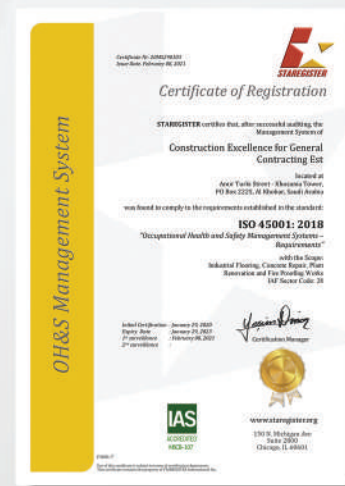 Issue Date. February 08, 2021
STAREGISTER
Certificate of Registration
STAREGISTER certifies that, after successful auditing, the
Management System of
Construction Excellence for General
Contracting Est
located at
Amir Turki Street - Khozama Tower,
PO Box 2225, Al Khobar, Saudi Arabia
was found to comply to the requirements established in the standard:
ISO 45001: 2018
"Occupational Health and Safety Management Systems –
Requirements"
with the Scope:
Industrial Flooring, Concrete Repair, Plant
Renovation and Fire Proofing Works
IAF Sector Code: 28
OH&S Management System
Initial Certification : January 29, 2020
Expiry Date : January 29, 2023
1st surveillance : February 08, 2021
2nd surveillance :
Certification Manager
IAS
ACCREDITED
MSCB-107
www.staregister.org
150 N. Michigan Ave
Suite 2800
Chicago, IL 60601